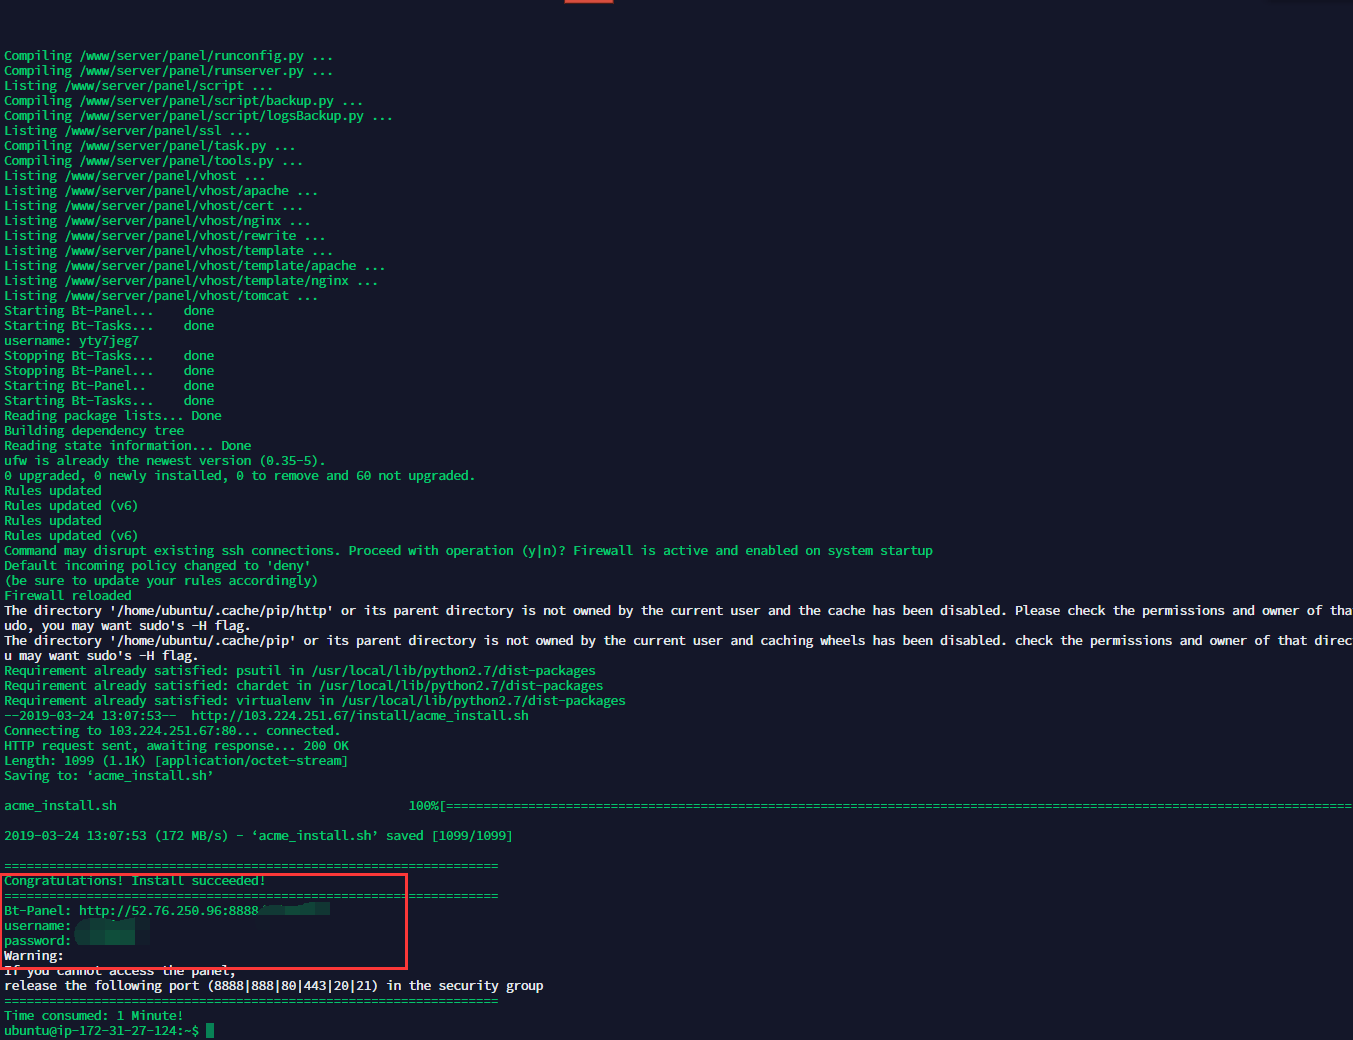 Compiling /www/server/panel/runconfig.py ...
Compiling /www/server/panel/runserver.py ...
Listing /www/server/panel/script ...
Compiling /www/server/panel/script/backup.py ...
Compiling /www/server/panel/script/logsBackup.py ...
Listing /www/server/panel/ssl ...
Compiling /www/server/panel/task.py ...
Compiling /www/server/panel/tools.py ...
Listing /www/server/panel/vhost ...
Listing /www/server/panel/vhost/apache ...
Listing /www/server/panel/vhost/cert ...
Listing /www/server/panel/vhost/nginx ...
Listing /www/server/panel/vhost/rewrite ...
Listing /www/server/panel/vhost/template ...
Listing /www/server/panel/vhost/template/apache ...
Listing /www/server/panel/vhost/template/nginx ...
Listing /www/server/panel/vhost/tomcat ...
Starting Bt-Panel...    done
Starting Bt-Tasks...    done
username: yty7jeg7
Stopping Bt-Tasks...    done
Stopping Bt-Panel...    done
Starting Bt-Panel..     done
Starting Bt-Tasks...    done
Reading package lists... Done
Building dependency tree
Reading state information... Done
ufw is already the newest version (0.35-5).
0 upgraded, 0 newly installed, 0 to remove and 60 not upgraded.
Rules updated
Rules updated (v6)
Rules updated
Rules updated (v6)
Command may disrupt existing ssh connections. Proceed with operation (y|n)? Firewall is active and enabled on system startup
Default incoming policy changed to 'deny'
(be sure to update your rules accordingly)
Firewall reloaded
The directory '/home/ubuntu/.cache/pip/http' or its parent directory is not owned by the current user and the cache has been disabled. Please check the permissions and owner of tha
udo, you may want sudo's -H flag.
The directory '/home/ubuntu/.cache/pip' or its parent directory is not owned by the current user and caching wheels has been disabled. check the permissions and owner of that direc
u may want sudo's -H flag.
Requirement already satisfied: psutil in /usr/local/lib/python2.7/dist-packages
Requirement already satisfied: chardet in /usr/local/lib/python2.7/dist-packages
Requirement already satisfied: virtualenv in /usr/local/lib/python2.7/dist-packages
--2019-03-24 13:07:53--  http://103.224.251.67/install/acme_install.sh
Connecting to 103.224.251.67:80... connected.
HTTP request sent, awaiting response... 200 OK
Length: 1099 (1.1K) [application/octet-stream]
Saving to: ‘acme_install.sh’
acme_install.sh 100%[=========================================================================================================================
2019-03-24 13:07:53 (172 MB/s) - ‘acme_install.sh’ saved [1099/1099]
==================================================================
Congratulations! Install succeeded!
==================================================================
Bt-Panel: http://52.76.250.96:8888
username:
password:
Warning:
If you cannot access the panel,
release the following port (8888|888|80|443|20|21) in the security group
==================================================================
Time consumed: 1 Minute!
ubuntu@ip-172-31-27-124:~$